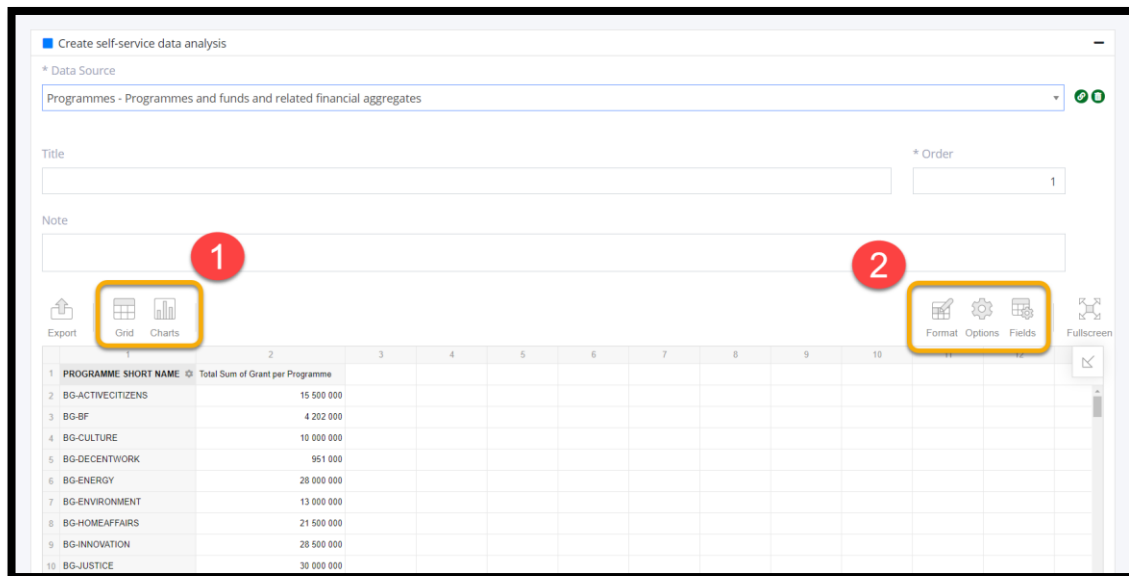 Create self-service data analysis
* Data Source
Programmes - Programmes and funds and related financial aggregates
Title
* Order
1
Note
1
2
Export
Grid
Charts
Format
Options
Fields
Fullscreen
1 2 3 4 5 6 7 8 9 10 11 12
1 PROGRAMME SHORT NAME Total Sum of Grant per Programme
2 BG-ACTIVECITIZENS 15 500 000
3 BG-BF 4 202 000
4 BG-CULTURE 10 000 000
5 BG-DECENTWORK 951 000
6 BG-ENERGY 28 000 000
7 BG-ENVIRONMENT 13 000 000
8 BG-HOMEAFFAIRS 21 500 000
9 BG-INNOVATION 28 500 000
10 BG-JUSTICE 30 000 000